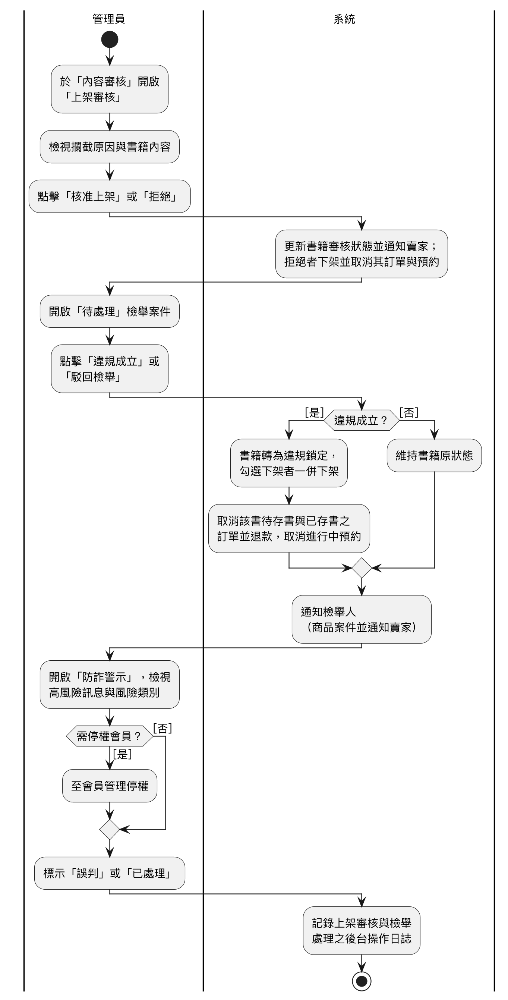 管理員
系統
於「內容審核」開啟
「上架審核」
檢視攔截原因與書籍內容
點擊「核准上架」或「拒絕」
更新書籍審核狀態並通知賣家；
拒絕者下架並取消其訂單與預約
開啟「待處理」檢舉案件
點擊「違規成立」或
「駁回檢舉」
違規成立？
[是]
[否]
書籍轉為違規鎖定，
勾選下架者一併下架
維持書籍原狀態
取消該書待存書與已存書之
訂單並退款，取消進行中預約
通知檢舉人
（商品案件並通知賣家）
開啟「防詐警示」，檢視
高風險訊息與風險類別
需停權會員？
[否]
[是]
至會員管理停權
標示「誤判」或「已處理」
記錄上架審核與檢舉
處理之後台操作日誌